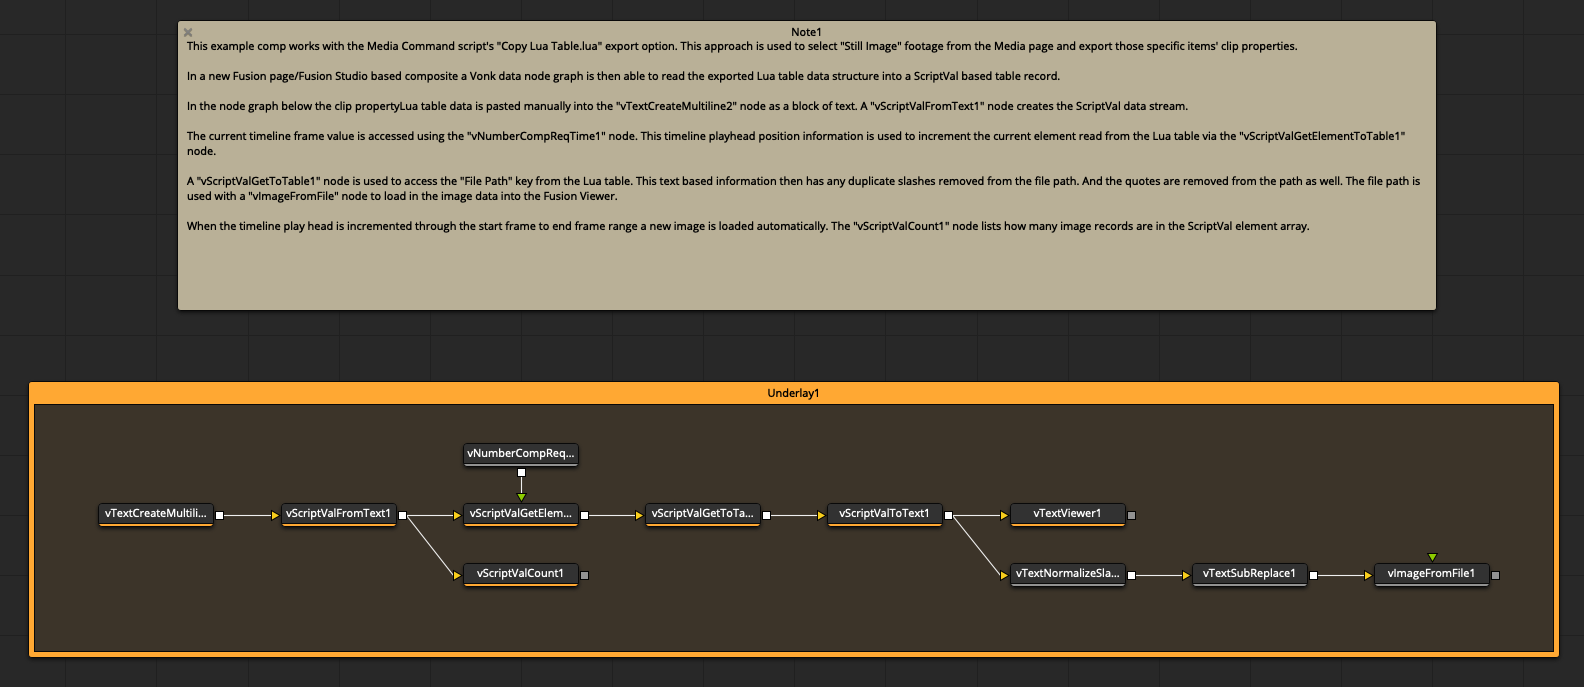 Note1
This example comp works with the Media Command script's "Copy Lua Table.lua" export option. This approach is used to select "Still Image" footage from the Media page and export those specific items' clip properties.
In a new Fusion page/Fusion Studio based composite a Vonk data node graph is then able to read the exported Lua table data structure into a ScriptVal based table record.
In the node graph below the clip propertyLua table data is pasted manually into the "vTextCreateMultiline2" node as a block of text. A "vScriptValFromText1" node creates the ScriptVal data stream.
The current timeline frame value is accessed using the "vNumberCompReqTime1" node. This timeline playhead position information is used to increment the current element read from the Lua table via the "vScriptValGetElementToTable1"
node.
A "vScriptValGetToTable1" node is used to access the "File Path" key from the Lua table. This text based information then has any duplicate slashes removed from the file path. And the quotes are removed from the path as well. The file path is
used with a "vImageFromFile" node to load in the image data into the Fusion Viewer.
When the timeline play head is incremented through the start frame to end frame range a new image is loaded automatically. The "vScriptValCount1" node lists how many image records are in the ScriptVal element array.
Underlay1
vNumberCompReq...
vTextCreateMultili...
vScriptValFromText1
vScriptValGetElem...
vScriptValGetToTa...
vScriptValToText1
vTextViewer1
vScriptValCount1
vTextNormalizeSla...
vTextSubReplace1
vImageFromFile1